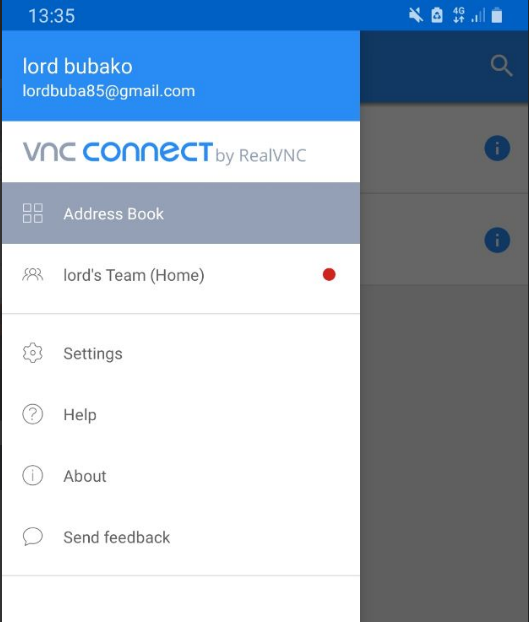 13:35
4G
lord bubako
lordbuba85@gmail.com
vnc connect by RealVNC
Address Book
lord's Team (Home)
Settings
Help
About
Send feedback